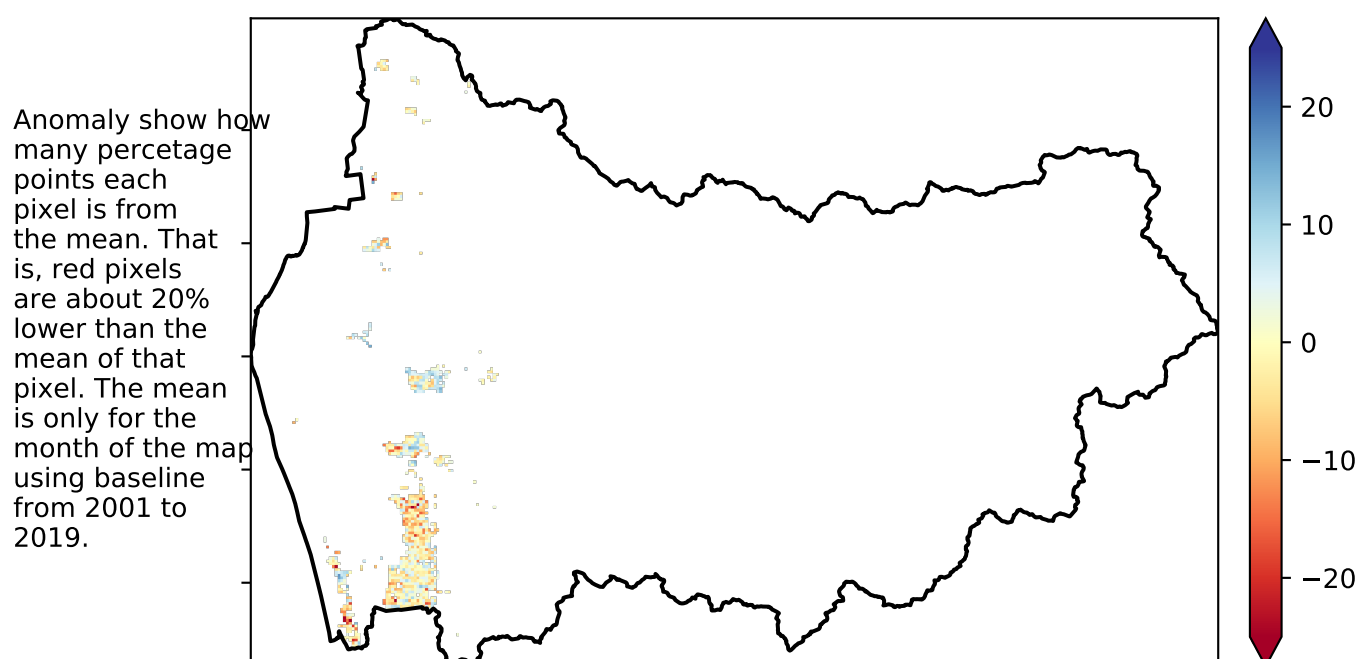 Anomaly show how
many percetage
points each
pixel is from
the mean. That
is, red pixels
are about 20%
lower than the
mean of that
pixel. The mean
is only for the
month of the map
using baseline
from 2001 to
2019.
20
10
0
−10
−20